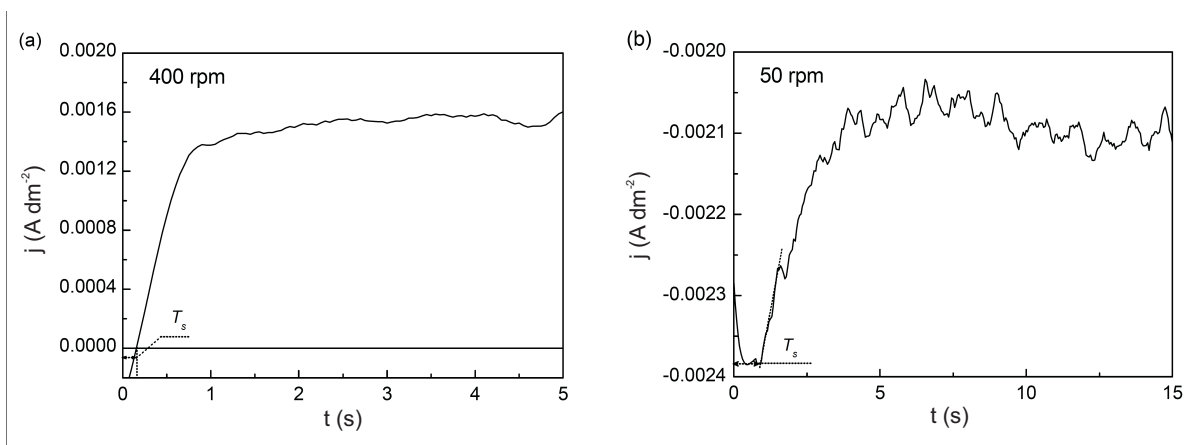 (a)
400 rpm
0.0020
0.0016
0.0012
0.0008
0.0004
0.0000
j (A dm-2)
Ts
0 1 2 3 4 5
t (s)
(b)
50 rpm
-0.0020
-0.0021
-0.0022
-0.0023
-0.0024
j (A dm-2)
Ts
0 5 10 15
t (s)